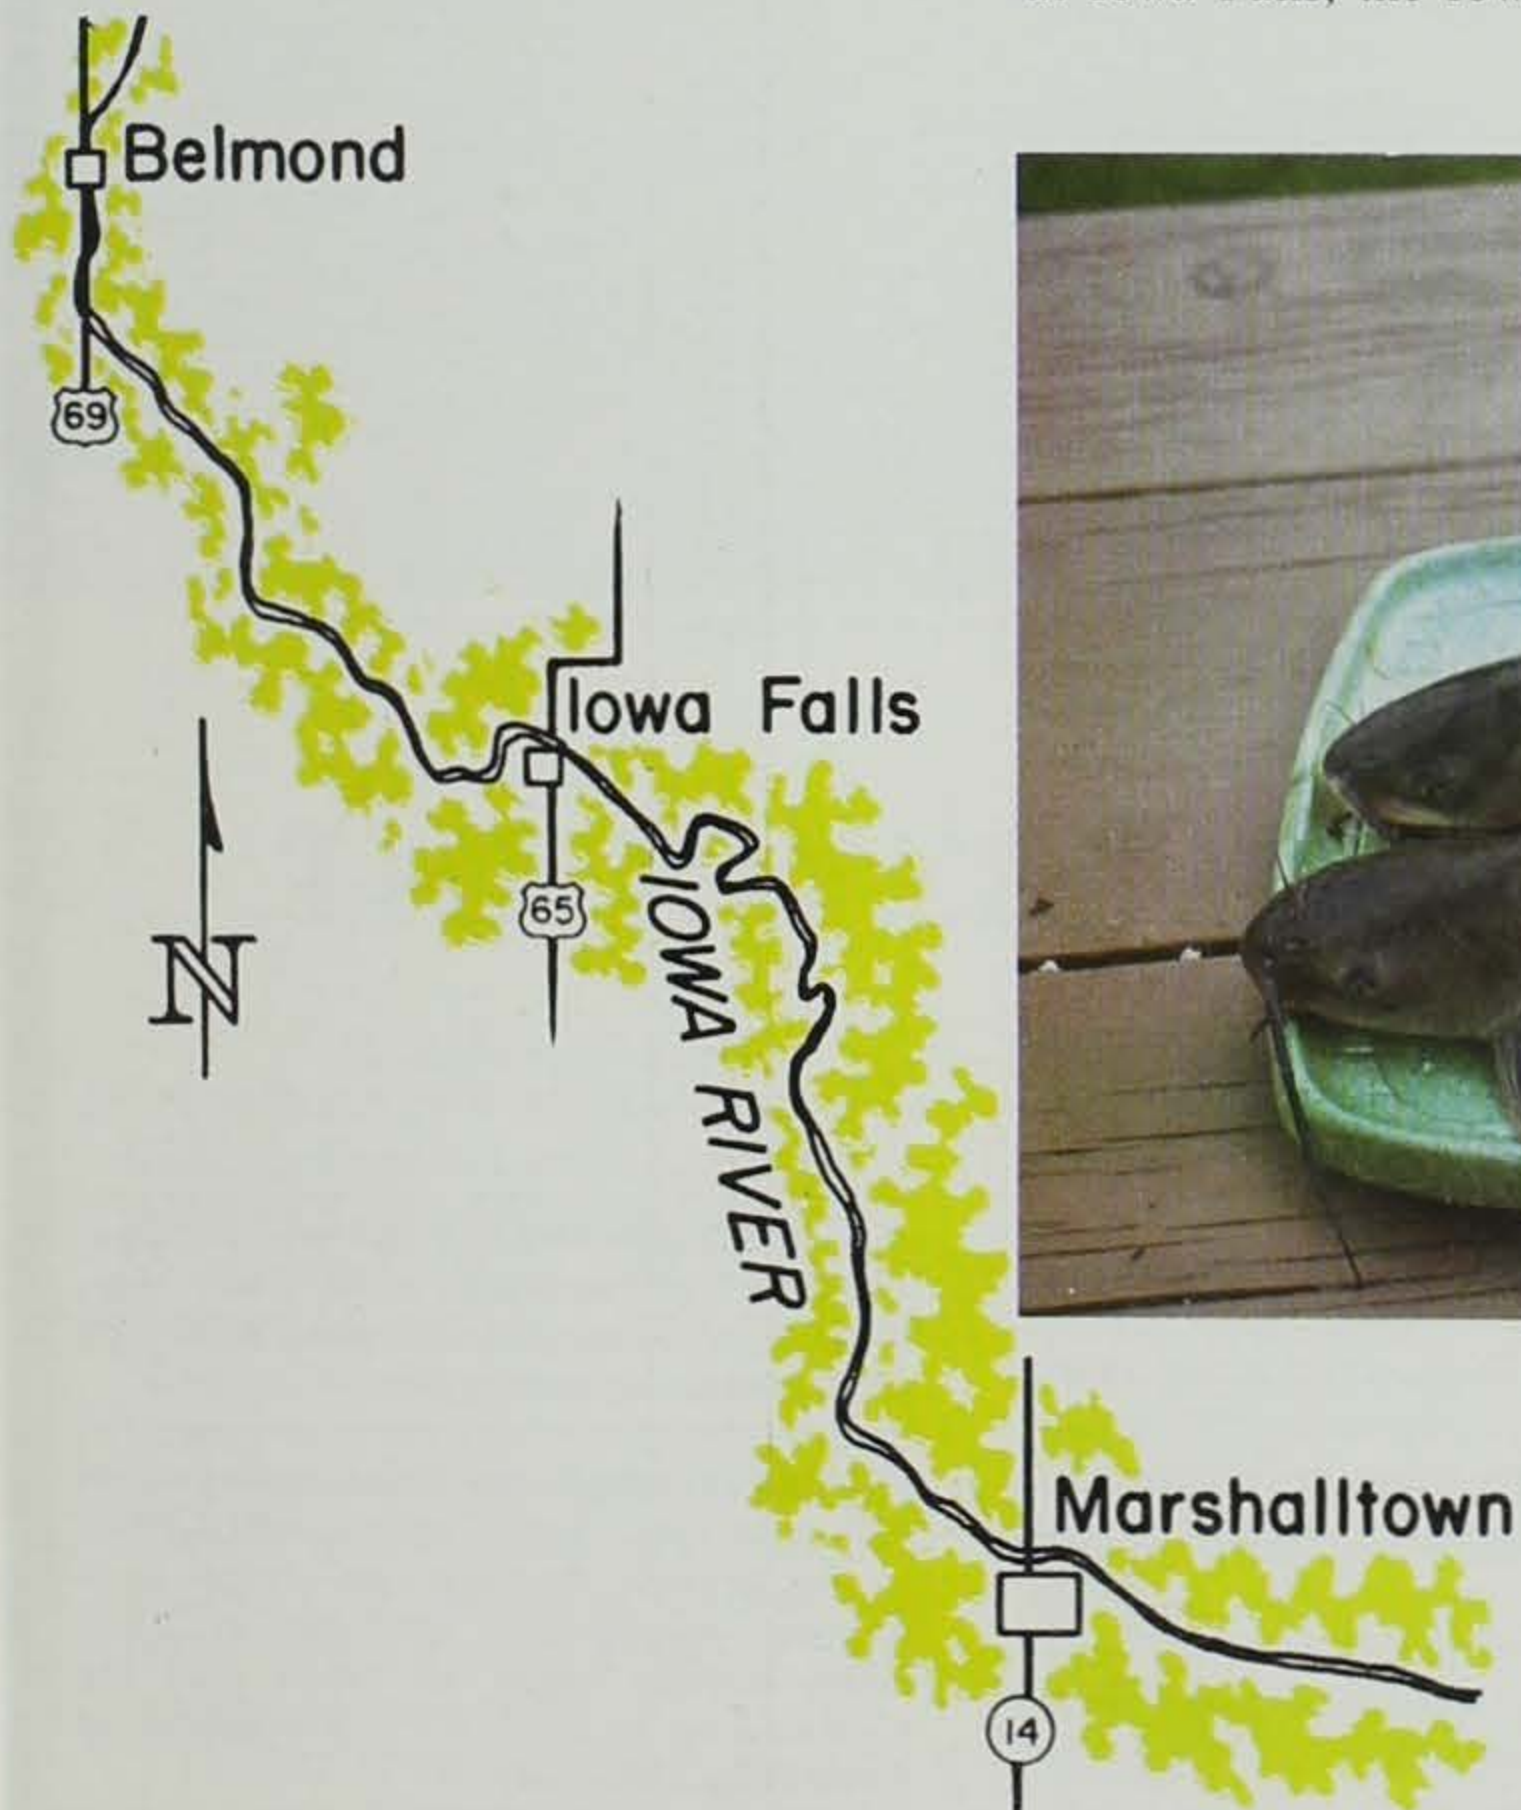 Belmond
69
Iowa Falls
65
IOWA RIVER
N
Marshalltown
14